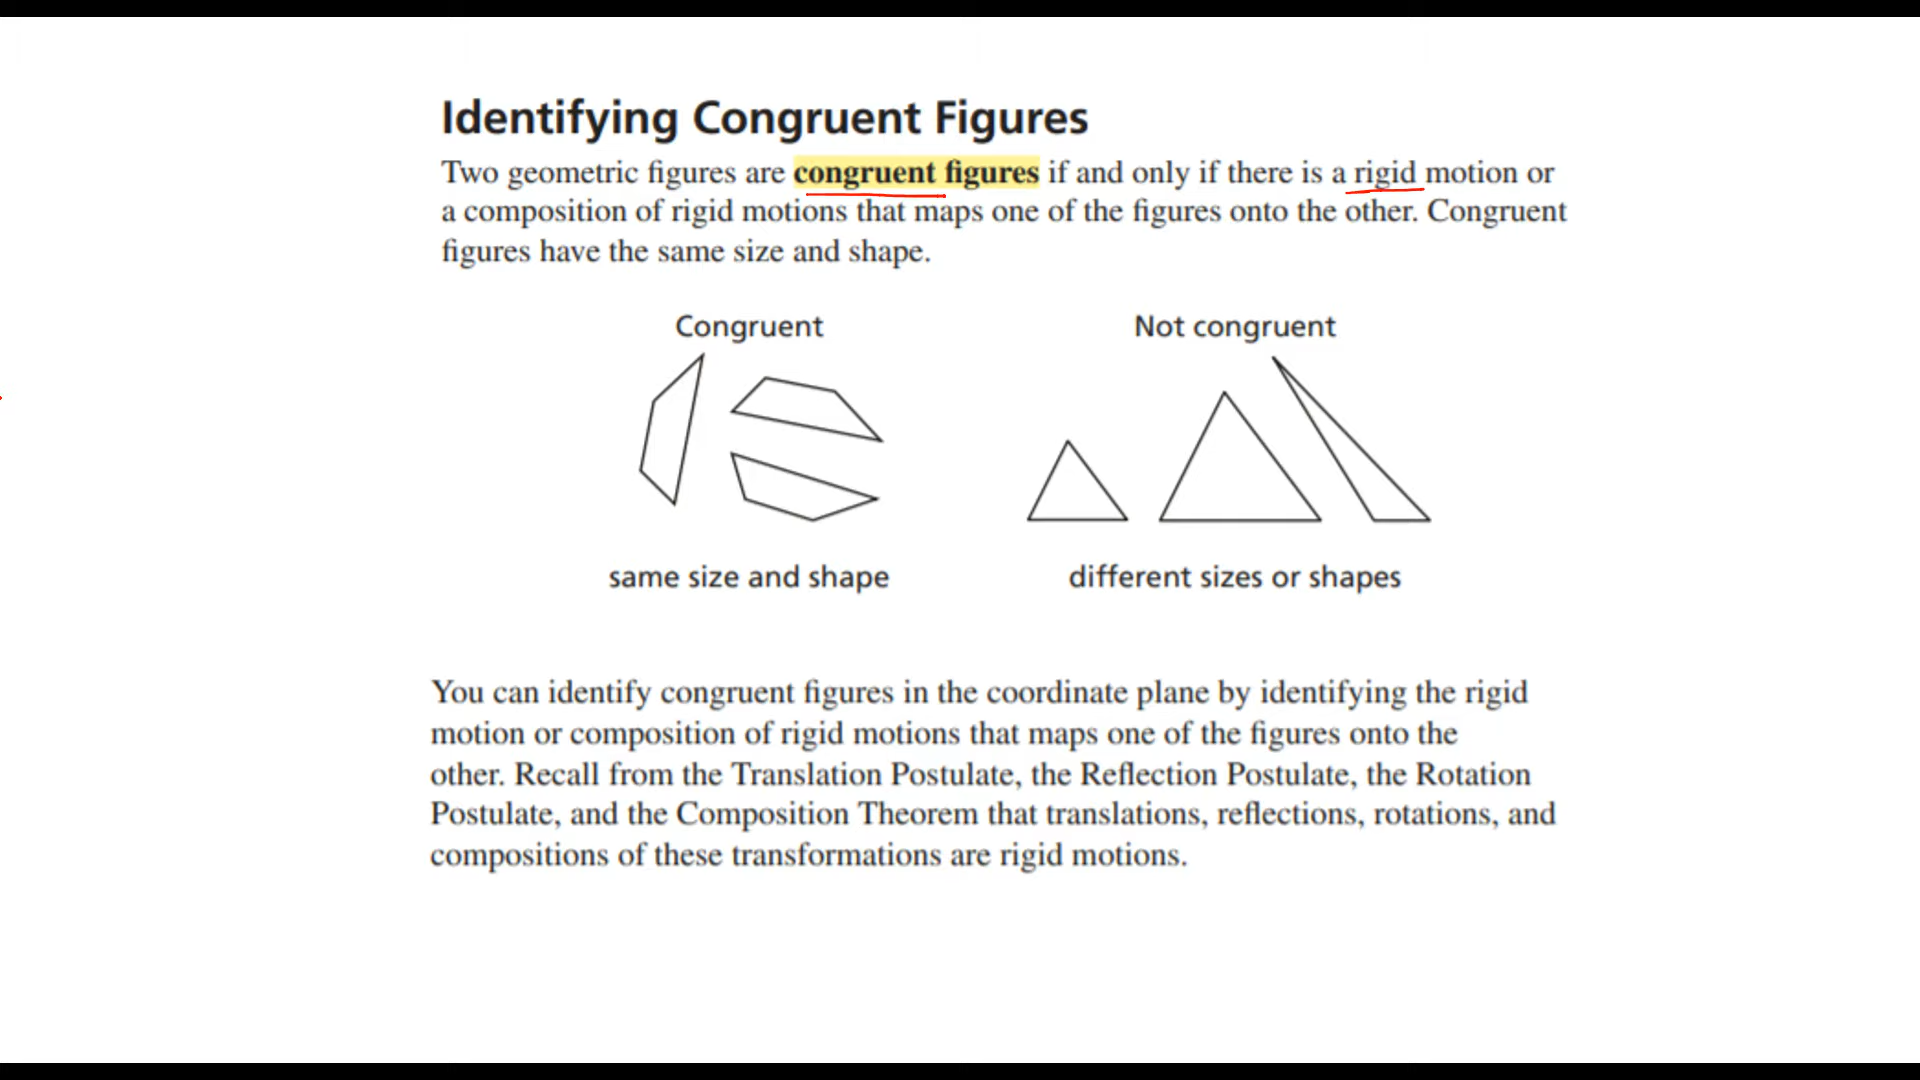 Identifying Congruent Figures
Two geometric figures are congruent figures if and only if there is a rigid motion or
a composition of rigid motions that maps one of the figures onto the other. Congruent
figures have the same size and shape.
Congruent
Not congruent
same size and shape
different sizes or shapes
You can identify congruent figures in the coordinate plane by identifying the rigid
motion or composition of rigid motions that maps one of the figures onto the
other. Recall from the Translation Postulate, the Reflection Postulate, the Rotation
Postulate, and the Composition Theorem that translations, reflections, rotations, and
compositions of these transformations are rigid motions.